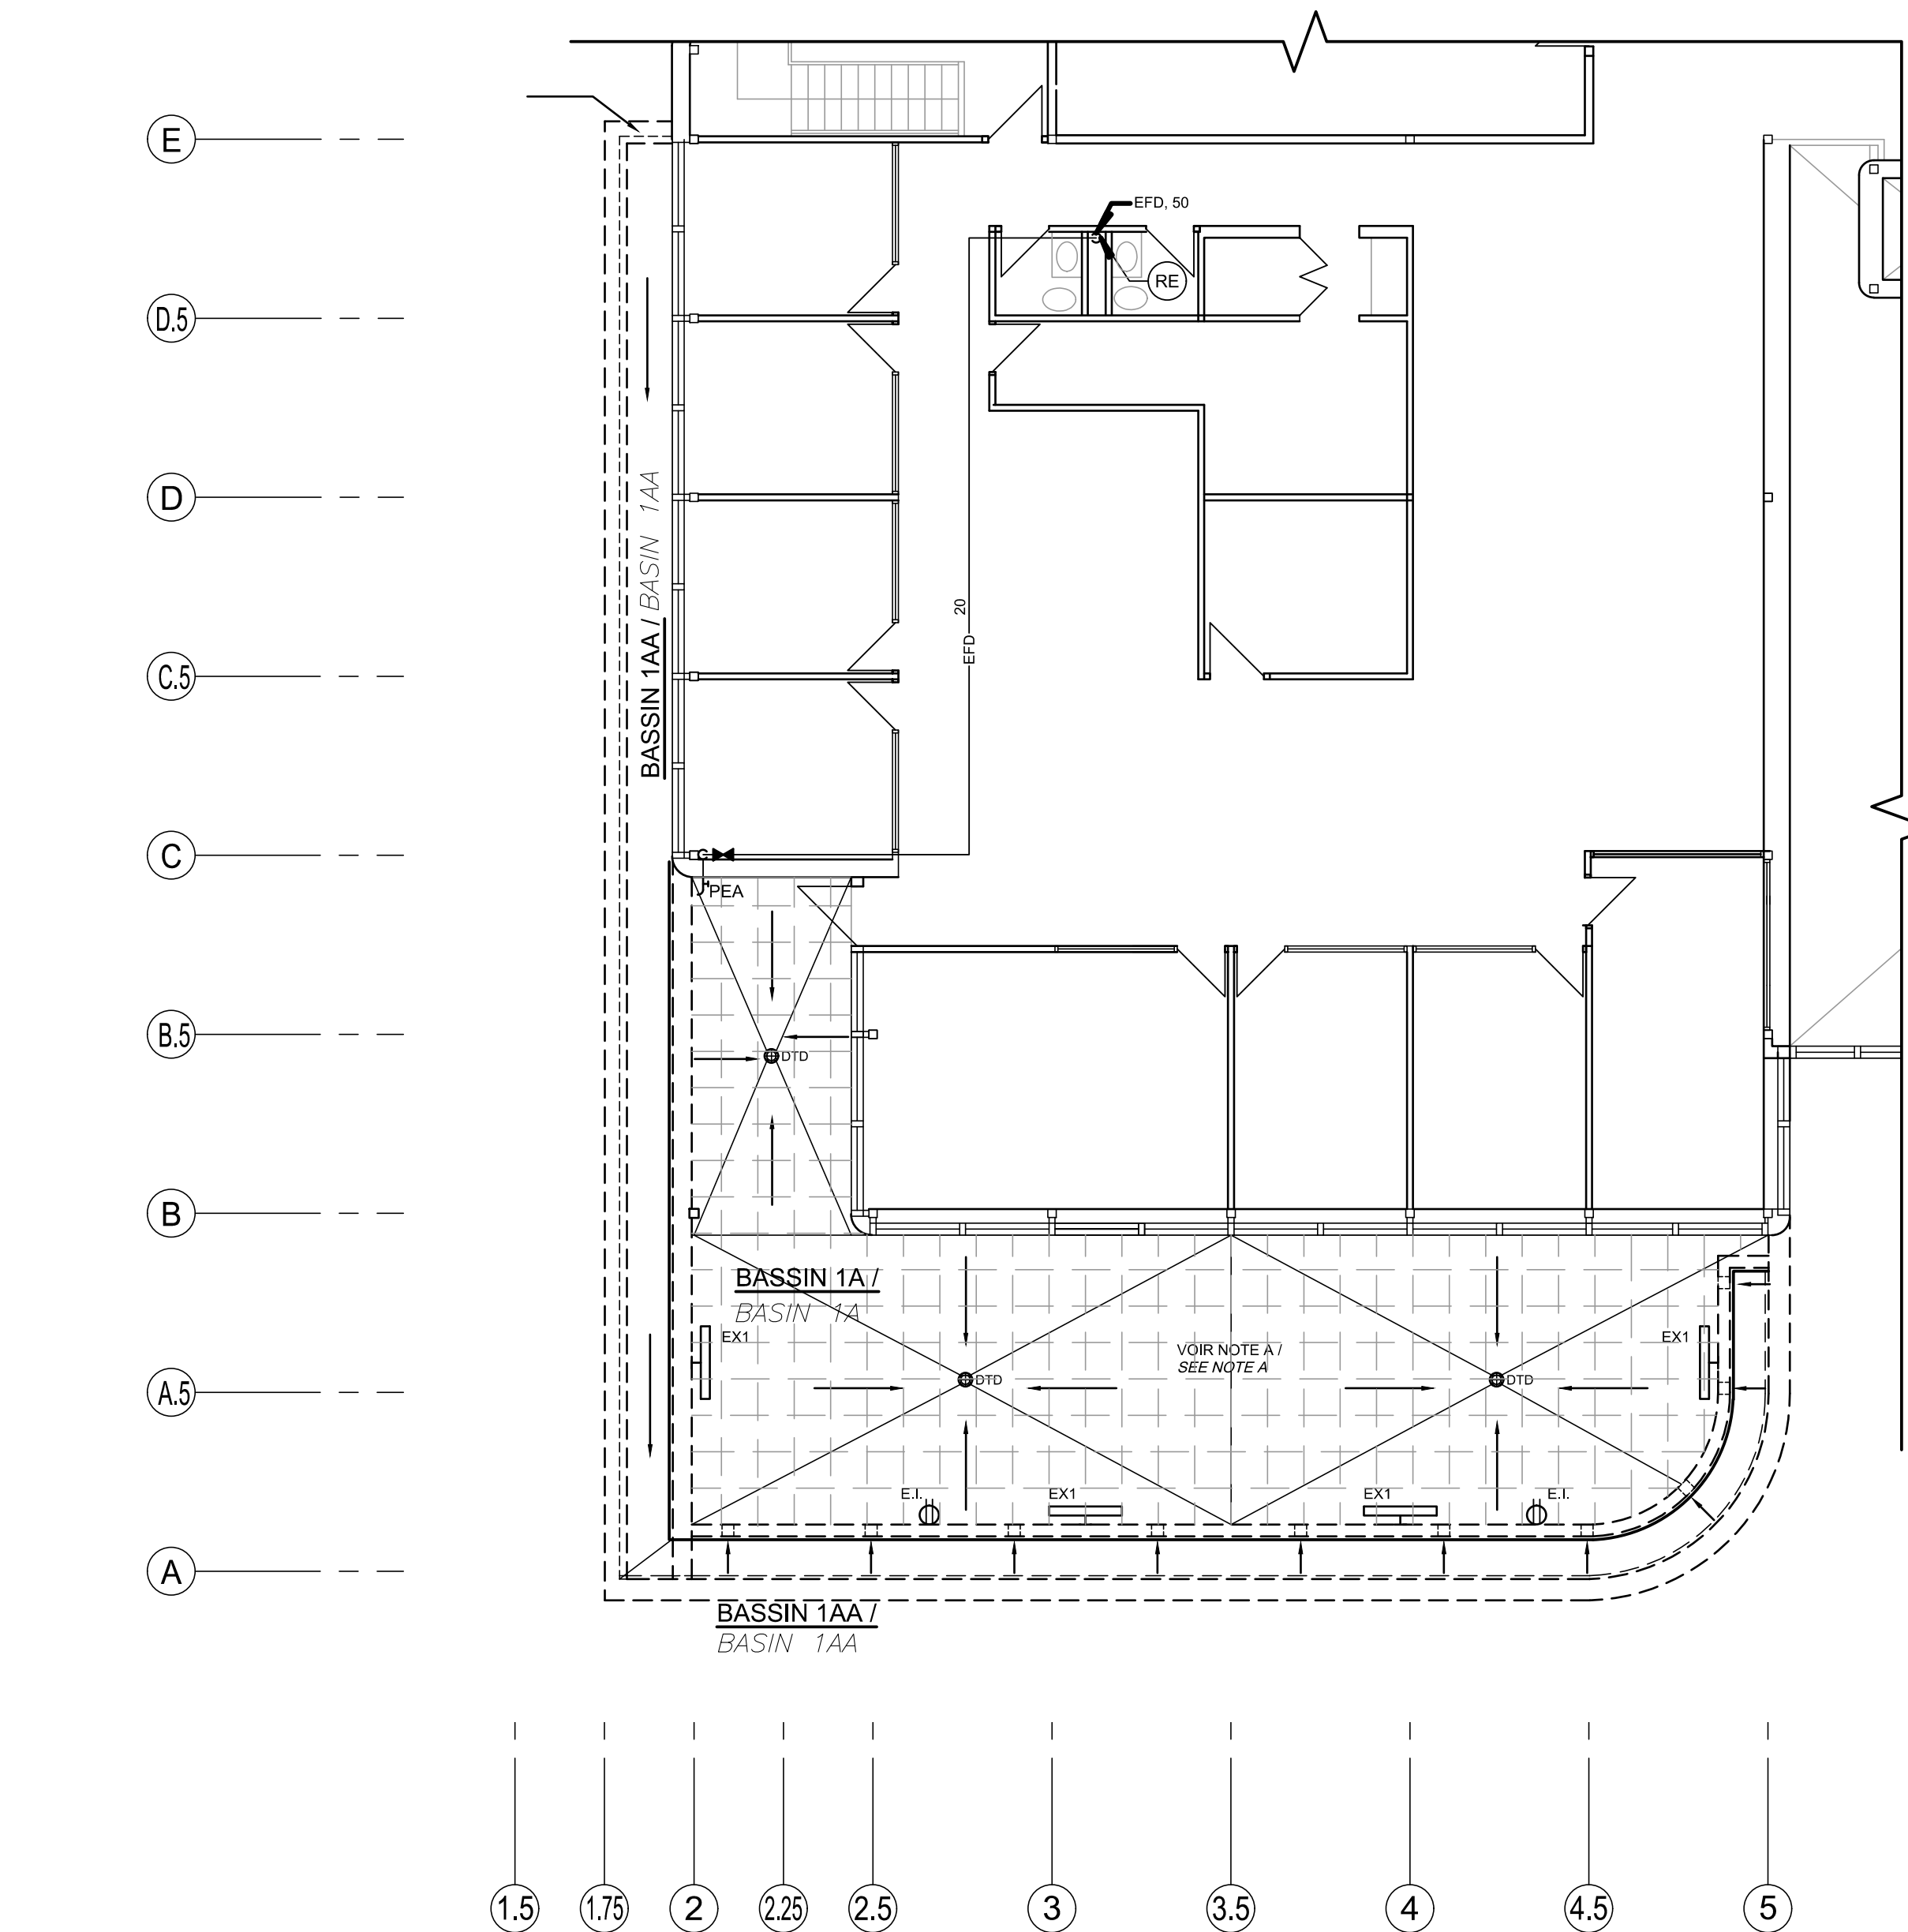 E
EFD, 50
RE
D.5
BASSIN 1AA / BASIN 1AA
D
20
EFD
C.5
C
PEA
B.5
DTD
B
BASSIN 1A /
BASIN 1A
EX1
EX1
VOIR NOTE A /
SEE NOTE A
DTD
DTD
A.5
E.I.
EX1
EX1
E.I.
A
BASSIN 1AA /
BASIN 1AA
1.5
1.75
2
2.25
2.5
3
3.5
4
4.5
5